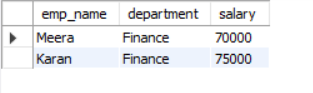 emp_name department salary
Meera Finance 70000
Karan Finance 75000